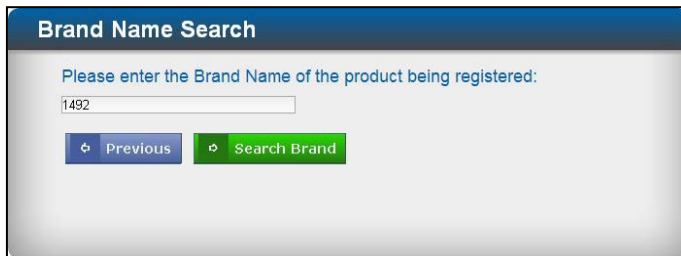 Brand Name Search
Please enter the Brand Name of the product being registered:
1492
Previous Search Brand